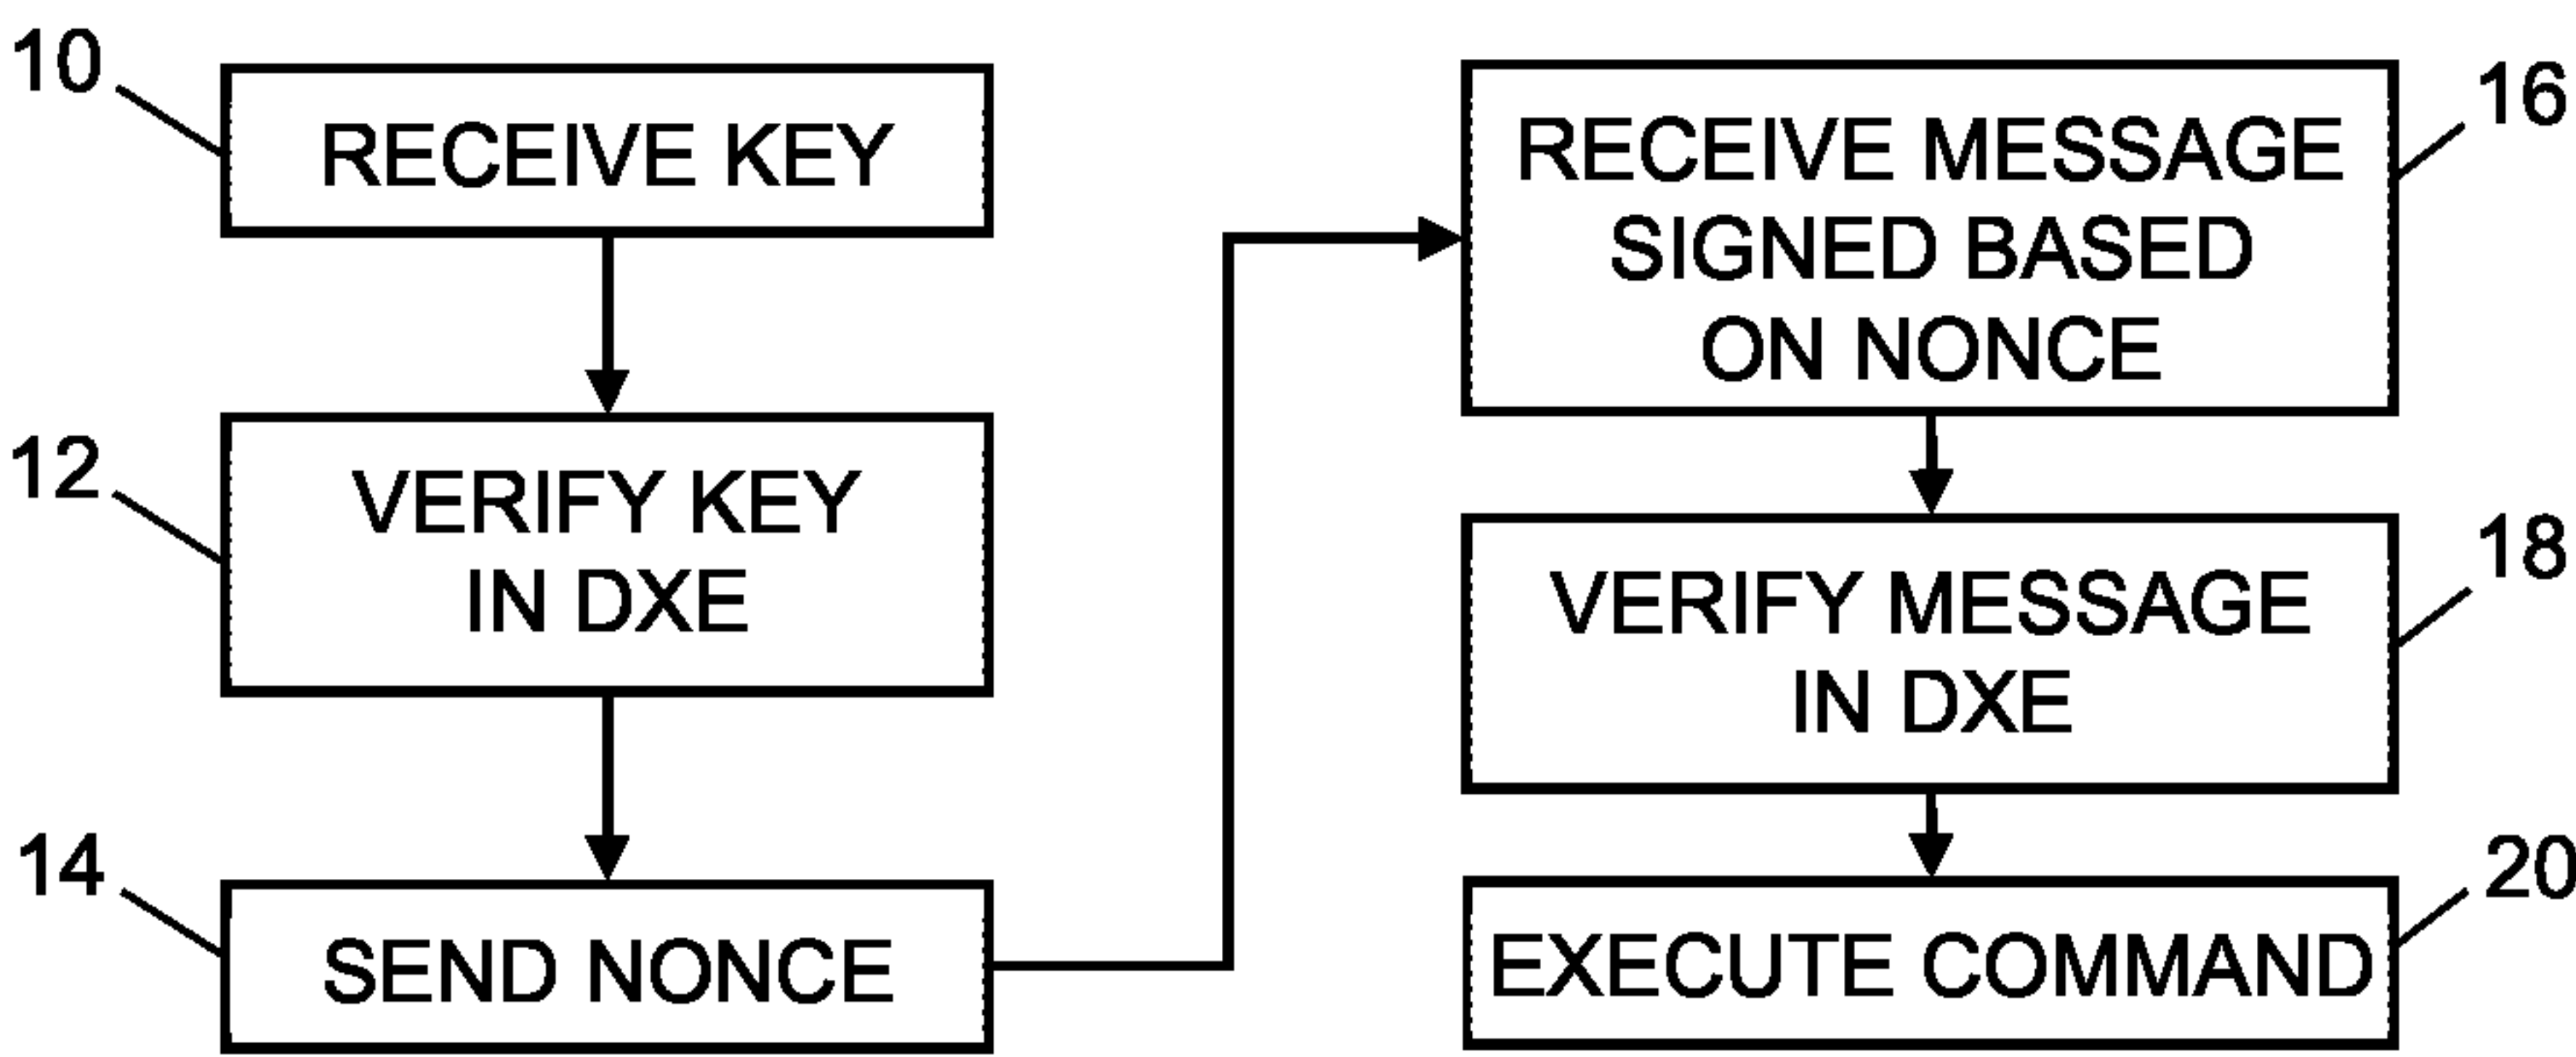 10
RECEIVE KEY
12
VERIFY KEY
IN DXE
14
SEND NONCE
16
RECEIVE MESSAGE
SIGNED BASED
ON NONCE
18
VERIFY MESSAGE
IN DXE
20
EXECUTE COMMAND